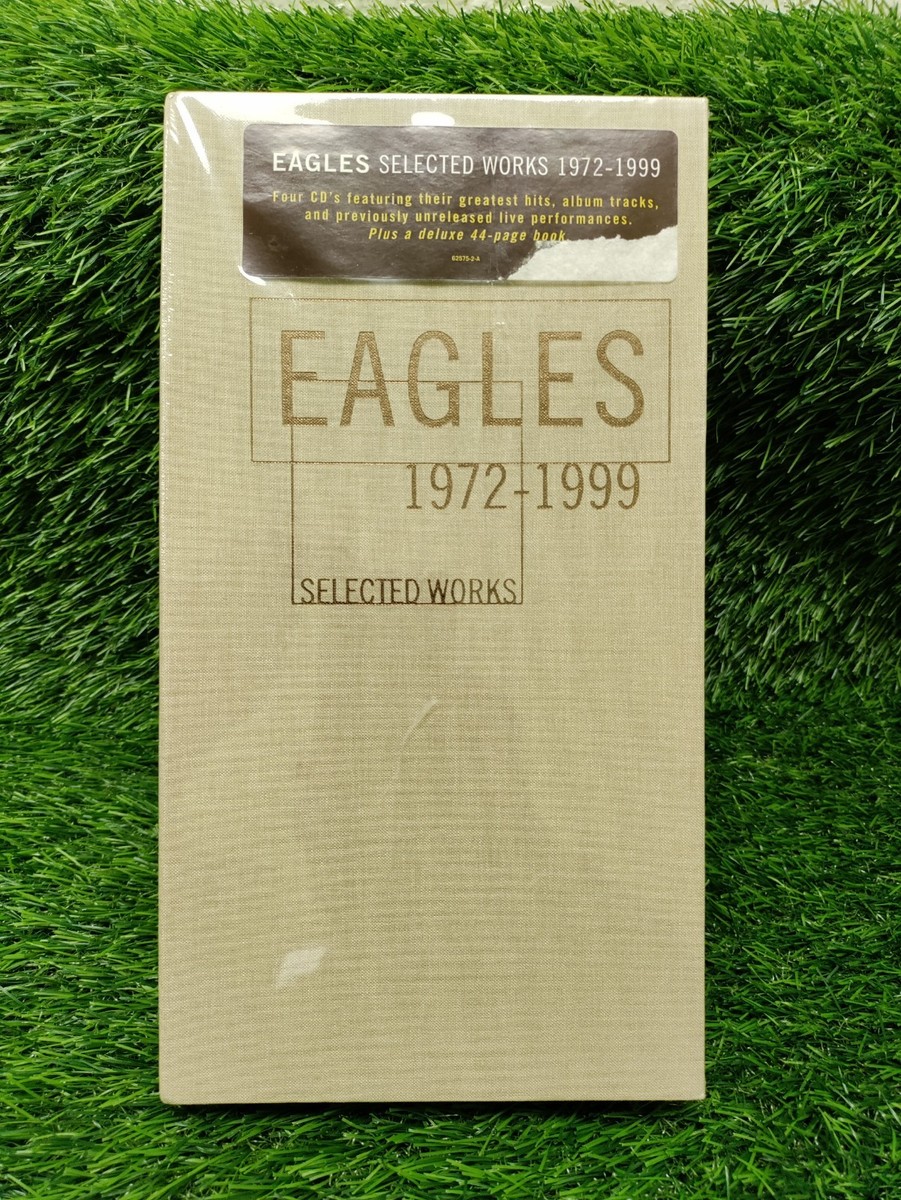 EAGLES SELECTED WORKS 1972-1999
Four CD's featuring their greatest hits, album tracks,
and previously unreleased live performances.
Plus a deluxe 44-page book.
62575-2-A
EAGLES
1972-1999
SELECTED WORKS